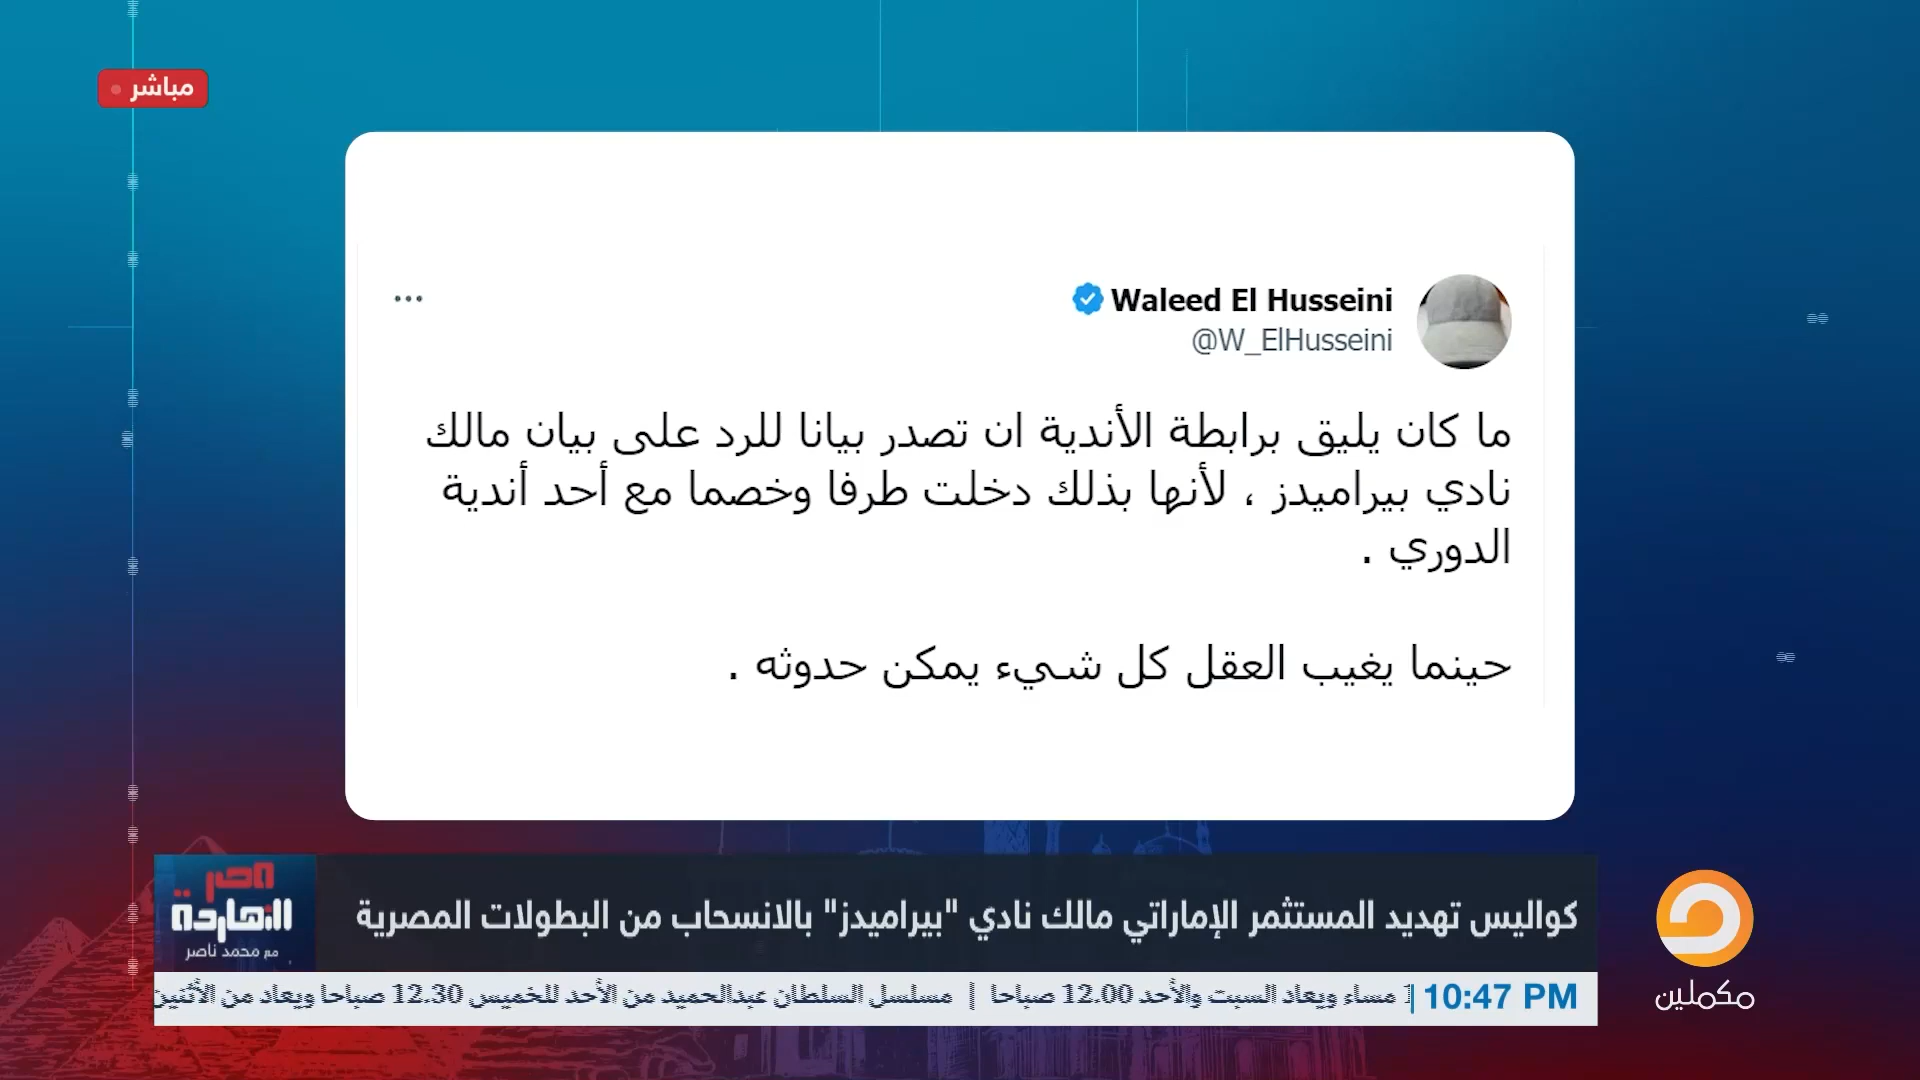 مباشر
Waleed El Husseini
@W_ElHusseini
ما كان يليق برابطة الأندية ان تصدر بيانا للرد على بيان مالك
نادي بيراميدز ، لأنها بذلك دخلت طرفا وخصما مع أحد أندية
الدوري .
حينما يغيب العقل كل شيء يمكن حدوثه .
كواليس تهديد المستثمر الإماراتي مالك نادي "بيراميدز" بالانسحاب من البطولات المصرية
مصر
النهاردة
مع محمد ناصر
10:47 PM
مساء ويعاد السبت والأحد 12.00 صباحا | مسلسل السلطان عبدالحميد من الأحد للخميس 12.30 صباحا ويعاد من الأثنين
مكملين